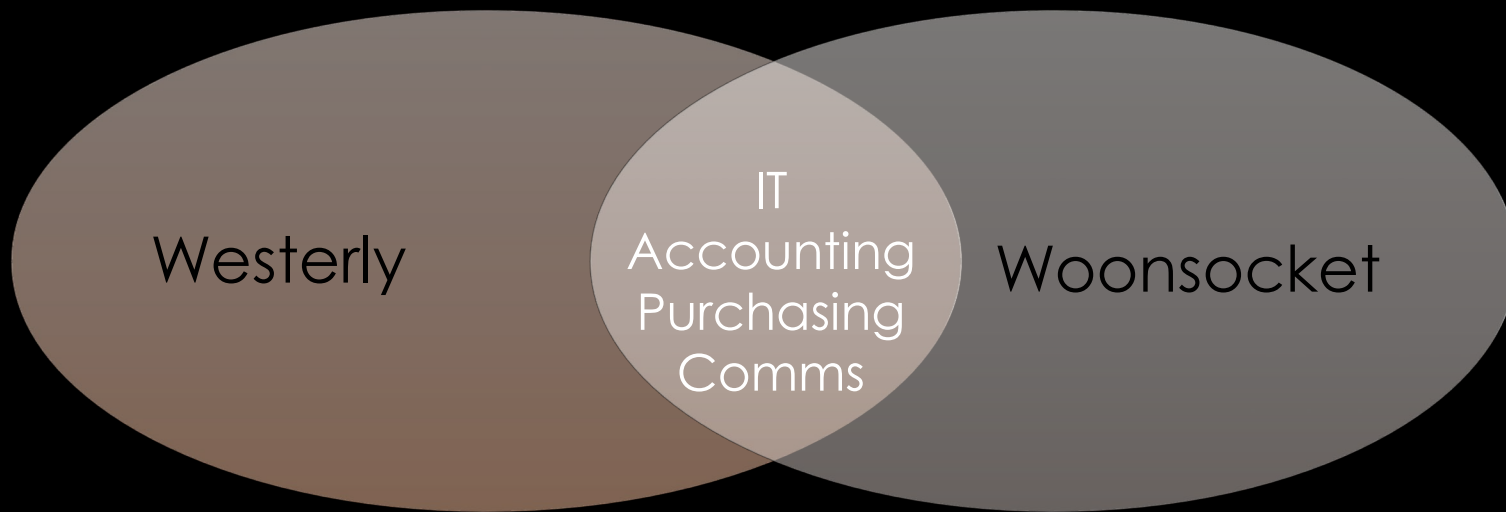 Westerly
IT
Accounting
Purchasing
Comms
Woonsocket